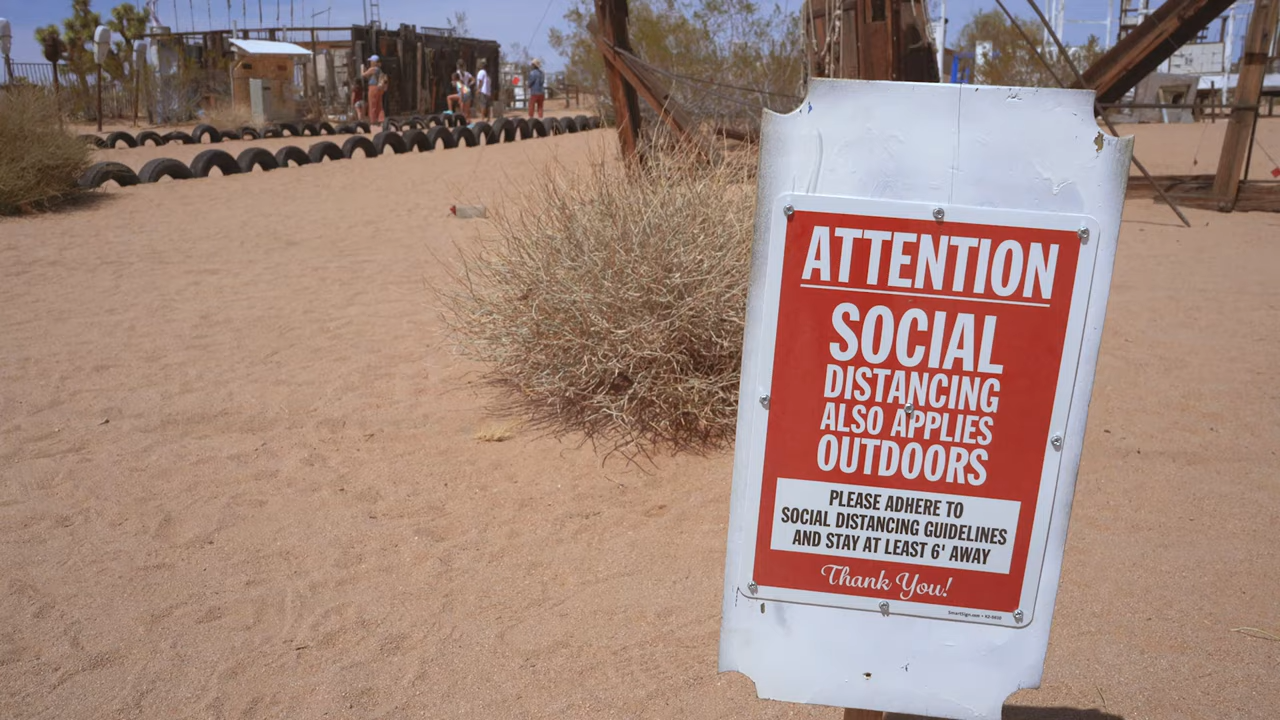 ATTENTION
SOCIAL
DISTANCING
ALSO APPLIES
OUTDOORS
PLEASE ADHERE TO
SOCIAL DISTANCING GUIDELINES
AND STAY AT LEAST 6' AWAY
Thank You!